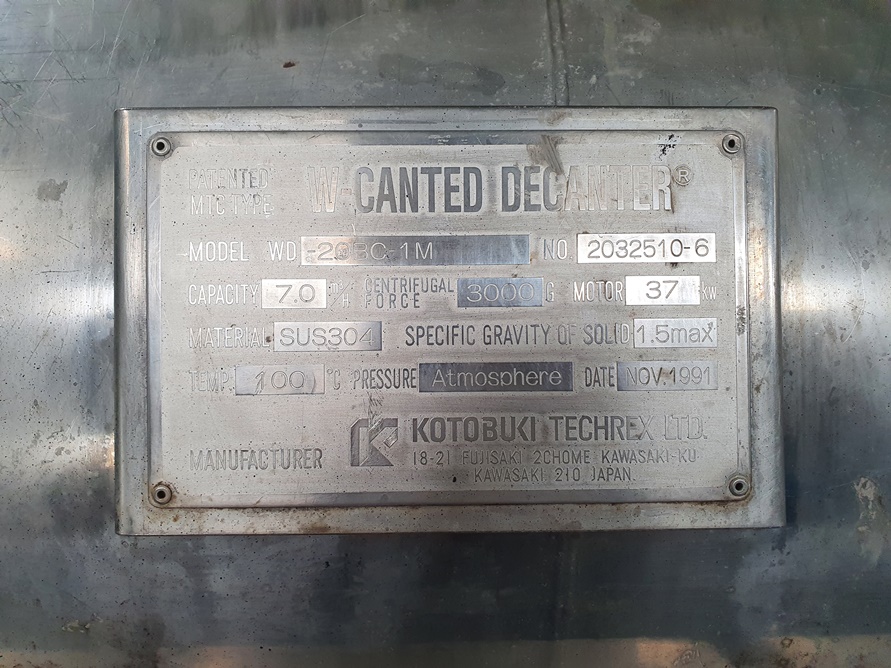 PATENTED
MTC TYPE
W-CANTED DECANTER®
MODEL WD -20BC-1M NO. 2032510-6
CAPACITY 7.0 m³/H CENTRIFUGAL FORCE 3000 G MOTOR 37 kW
MATERIAL SUS304 SPECIFIC GRAVITY OF SOLID 1.5max
TEMP. 100 °C PRESSURE Atmosphere DATE NOV.1991
MANUFACTURER
KOTOBUKI TECHREX LTD.
18-21 FUJISAKI 2CHOME KAWASAKI-KU
KAWASAKI 210 JAPAN.